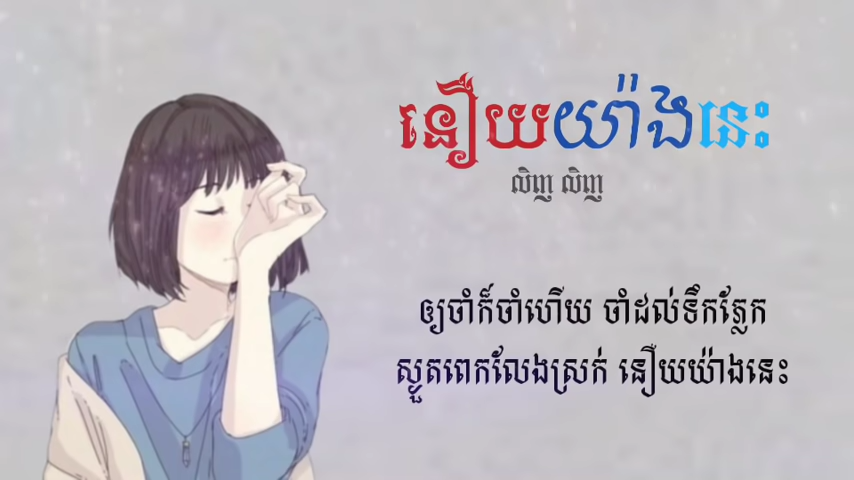 នឿយយ៉ាងនេះ
លិញ លិញ
ឲ្យចាំក៏ចាំហើយ ចាំដល់ទឹកភ្នែក
ស្ងួតពេកលែងស្រក់ នឿយយ៉ាងនេះ